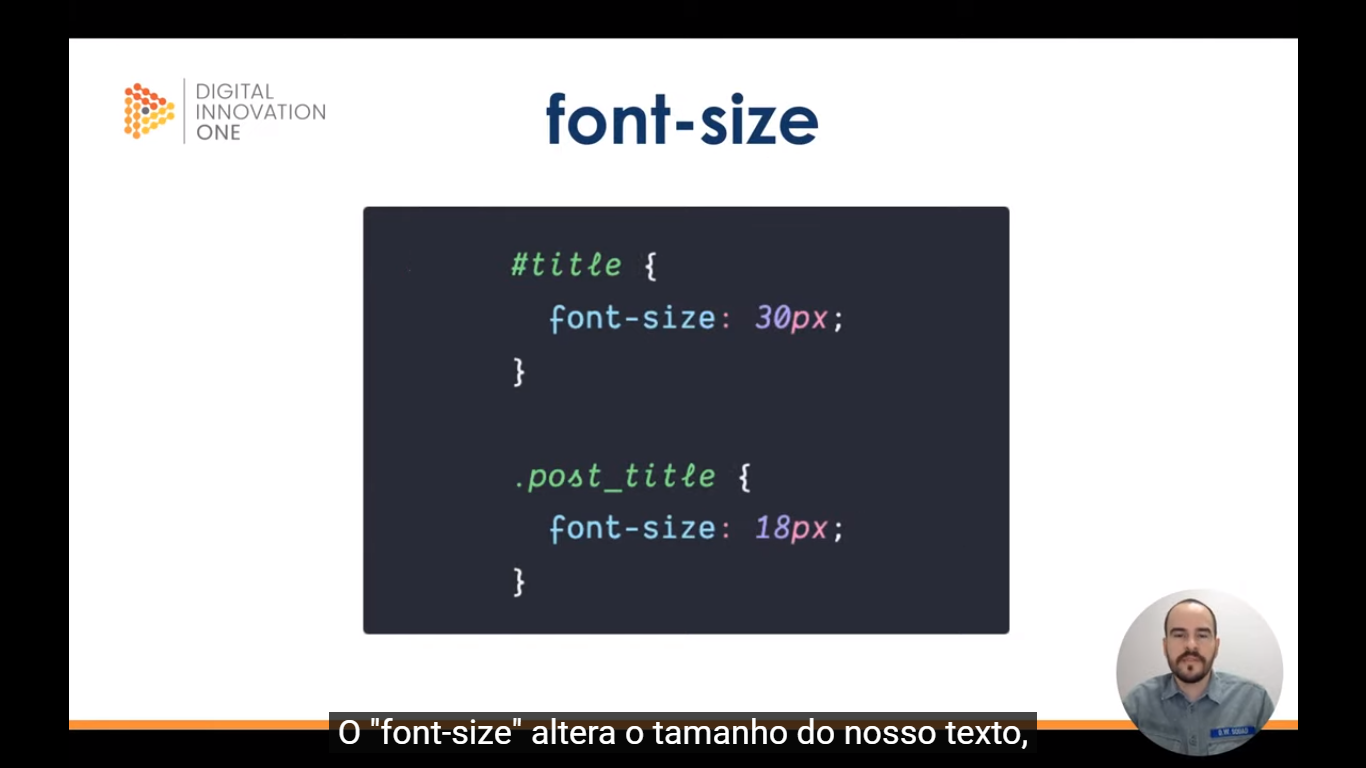 DIGITAL
INNOVATION
ONE
font-size
#title {
font-size: 30px;
}
.post_title {
font-size: 18px;
}
O "font-size" altera o tamanho do nosso texto,